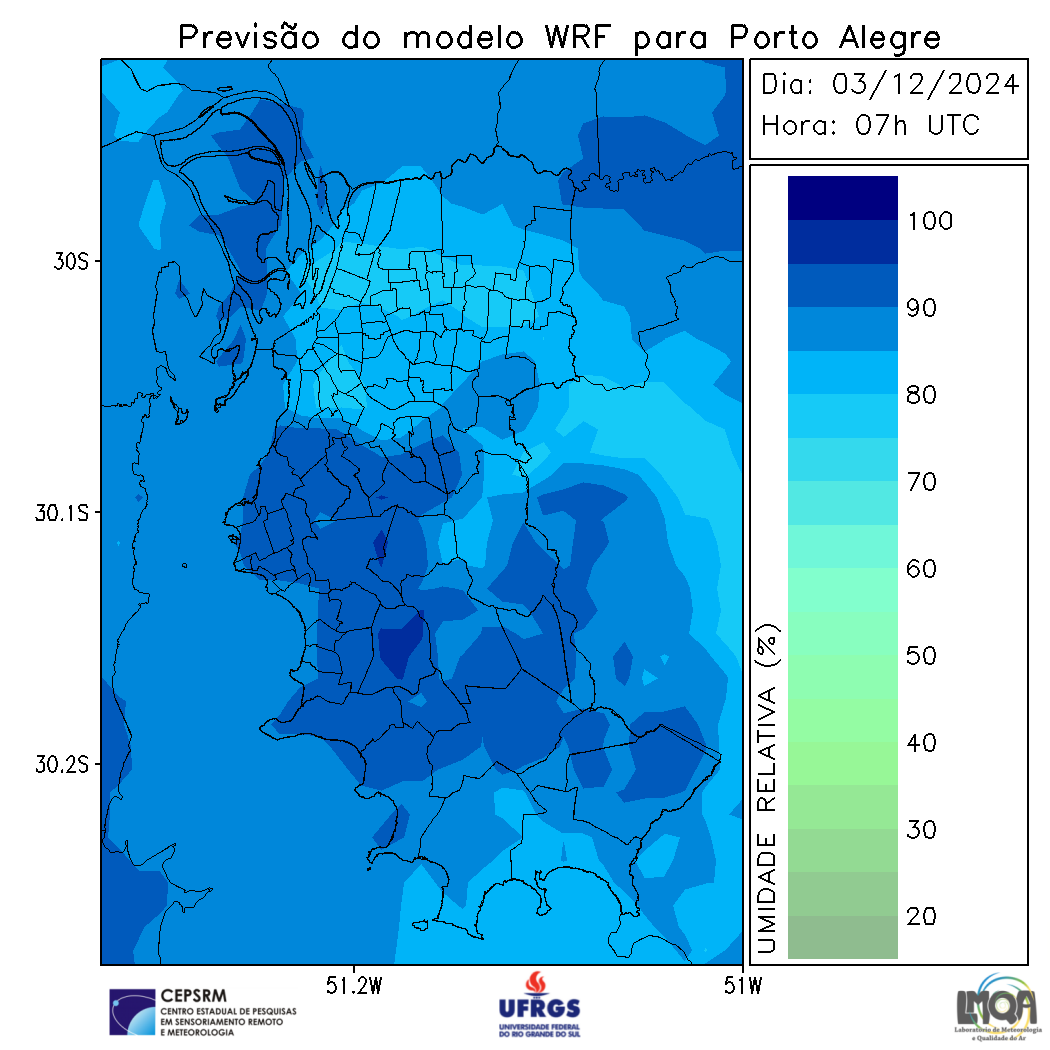 Previsão do modelo WRF para Porto Alegre
Dia: 03/12/2024
Hora: 07h UTC
30S
30.1S
30.2S
51.2W
51W
100
90
80
70
60
50
40
30
20
UMIDADE RELATIVA (%)
CEPSRM
CENTRO ESTADUAL DE PESQUISAS
EM SENSORIAMENTO REMOTO
E METEOROLOGIA
UFRGS
UNIVERSIDADE FEDERAL
DO RIO GRANDE DO SUL
LMQA
Laboratório de Meteorologia
e Qualidade do Ar